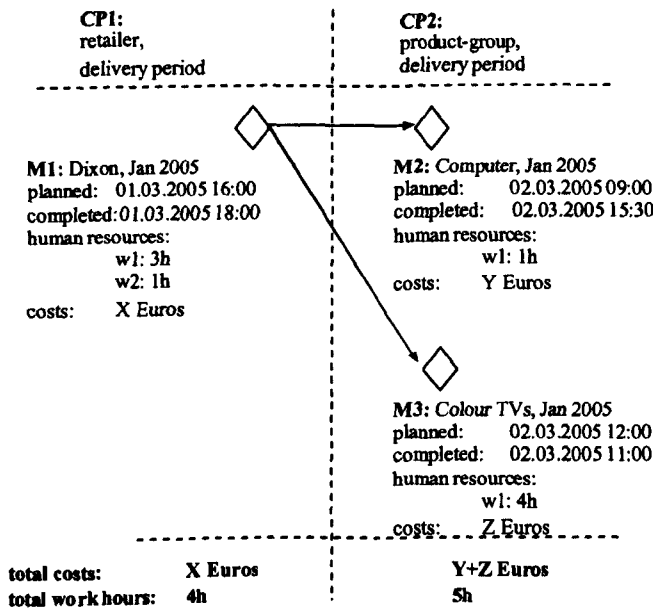 CP1:
retailer,
delivery period
CP2:
product-group,
delivery period
M1: Dixon, Jan 2005
planned: 01.03.2005 16:00
completed: 01.03.2005 18:00
human resources:
w1: 3h
w2: 1h
costs: X Euros
M2: Computer, Jan 2005
planned: 02.03.2005 09:00
completed: 02.03.2005 15:30
human resources:
w1: 1h
costs: Y Euros
M3: Colour TVs, Jan 2005
planned: 02.03.2005 12:00
completed: 02.03.2005 11:00
human resources:
w1: 4h
costs: Z Euros
total costs: X Euros Y+Z Euros
total work hours: 4h 5h